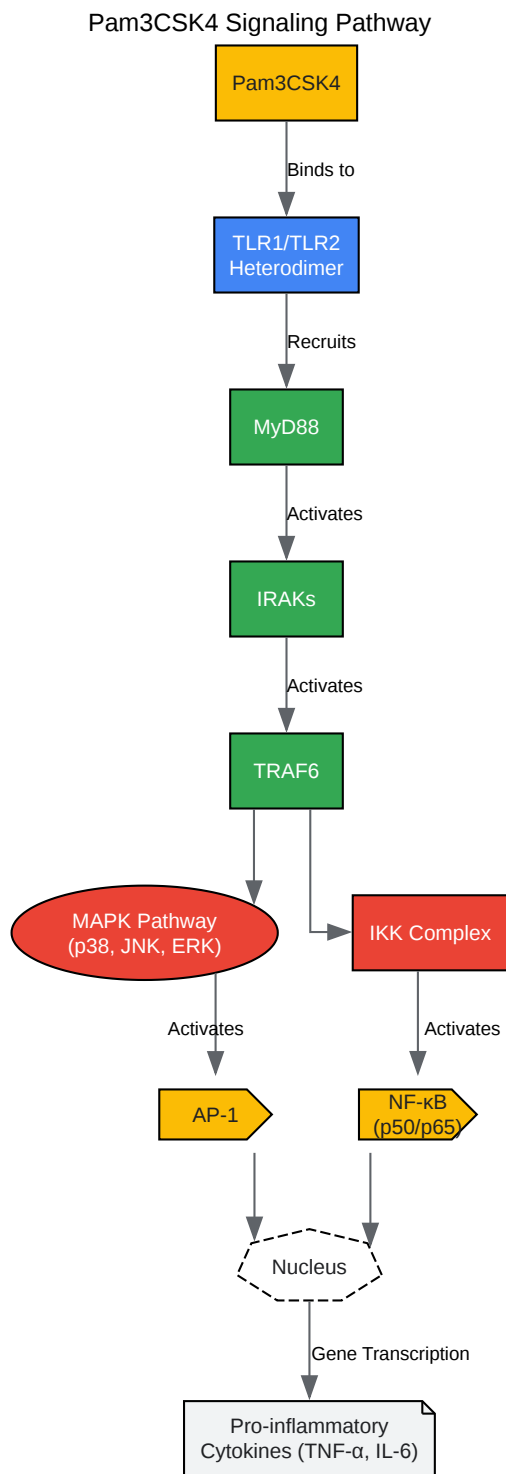 Pam3CSK4 Signaling Pathway
Pam3CSK4
Binds to
TLR1/TLR2
Heterodimer
Recruits
MyD88
Activates
IRAKs
Activates
TRAF6
MAPK Pathway
(p38, JNK, ERK)
IKK Complex
Activates
Activates
AP-1
NF-κB
(p50/p65)
Nucleus
Gene Transcription
Pro-inflammatory
Cytokines (TNF-α, IL-6)